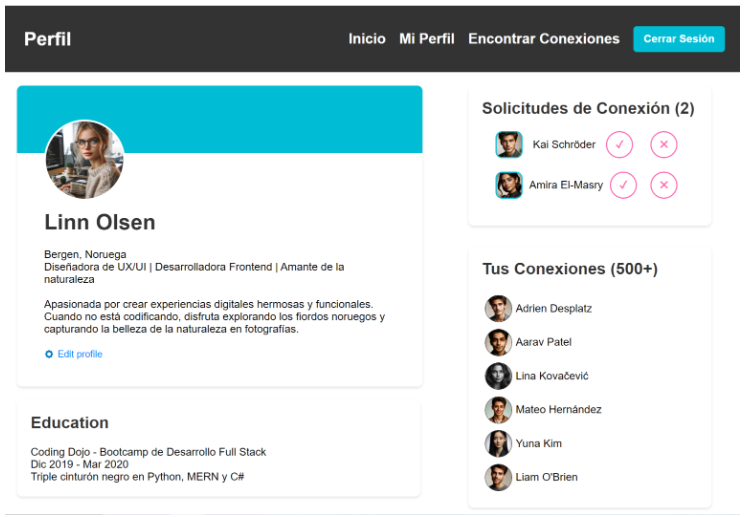 Perfil
Inicio Mi Perfil Encontrar Conexiones Cerrar Sesión
Linn Olsen
Bergen, Noruega
Diseñadora de UX/UI | Desarrolladora Frontend | Amante de la
naturaleza
Apasionada por crear experiencias digitales hermosas y funcionales.
Cuando no está codificando, disfruta explorando los fiordos noruegos y
capturando la belleza de la naturaleza en fotografías.
Edit profile
Education
Coding Dojo - Bootcamp de Desarrollo Full Stack
Dic 2019 - Mar 2020
Triple cinturón negro en Python, MERN y C#
Solicitudes de Conexión (2)
Kai Schröder
Amira El-Masry
Tus Conexiones (500+)
Adrien Desplatz
Aarav Patel
Lina Kovačević
Mateo Hernández
Yuna Kim
Liam O'Brien